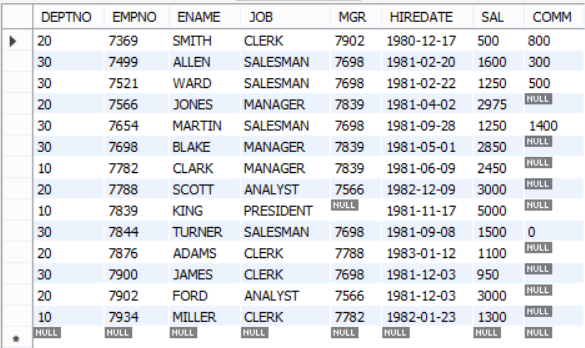 DEPTNO EMPNO ENAME JOB MGR HIREDATE SAL COMM
20 7369 SMITH CLERK 7902 1980-12-17 500 800
30 7499 ALLEN SALESMAN 7698 1981-02-20 1600 300
30 7521 WARD SALESMAN 7698 1981-02-22 1250 500
20 7566 JONES MANAGER 7839 1981-04-02 2975 NULL
30 7654 MARTIN SALESMAN 7698 1981-09-28 1250 1400
30 7698 BLAKE MANAGER 7839 1981-05-01 2850 NULL
10 7782 CLARK MANAGER 7839 1981-06-09 2450 NULL
20 7788 SCOTT ANALYST 7566 1982-12-09 3000 NULL
10 7839 KING PRESIDENT NULL 1981-11-17 5000 NULL
30 7844 TURNER SALESMAN 7698 1981-09-08 1500 0
20 7876 ADAMS CLERK 7788 1983-01-12 1100 NULL
30 7900 JAMES CLERK 7698 1981-12-03 950 NULL
20 7902 FORD ANALYST 7566 1981-12-03 3000 NULL
10 7934 MILLER CLERK 7782 1982-01-23 1300 NULL
* NULL NULL NULL NULL NULL NULL NULL NULL